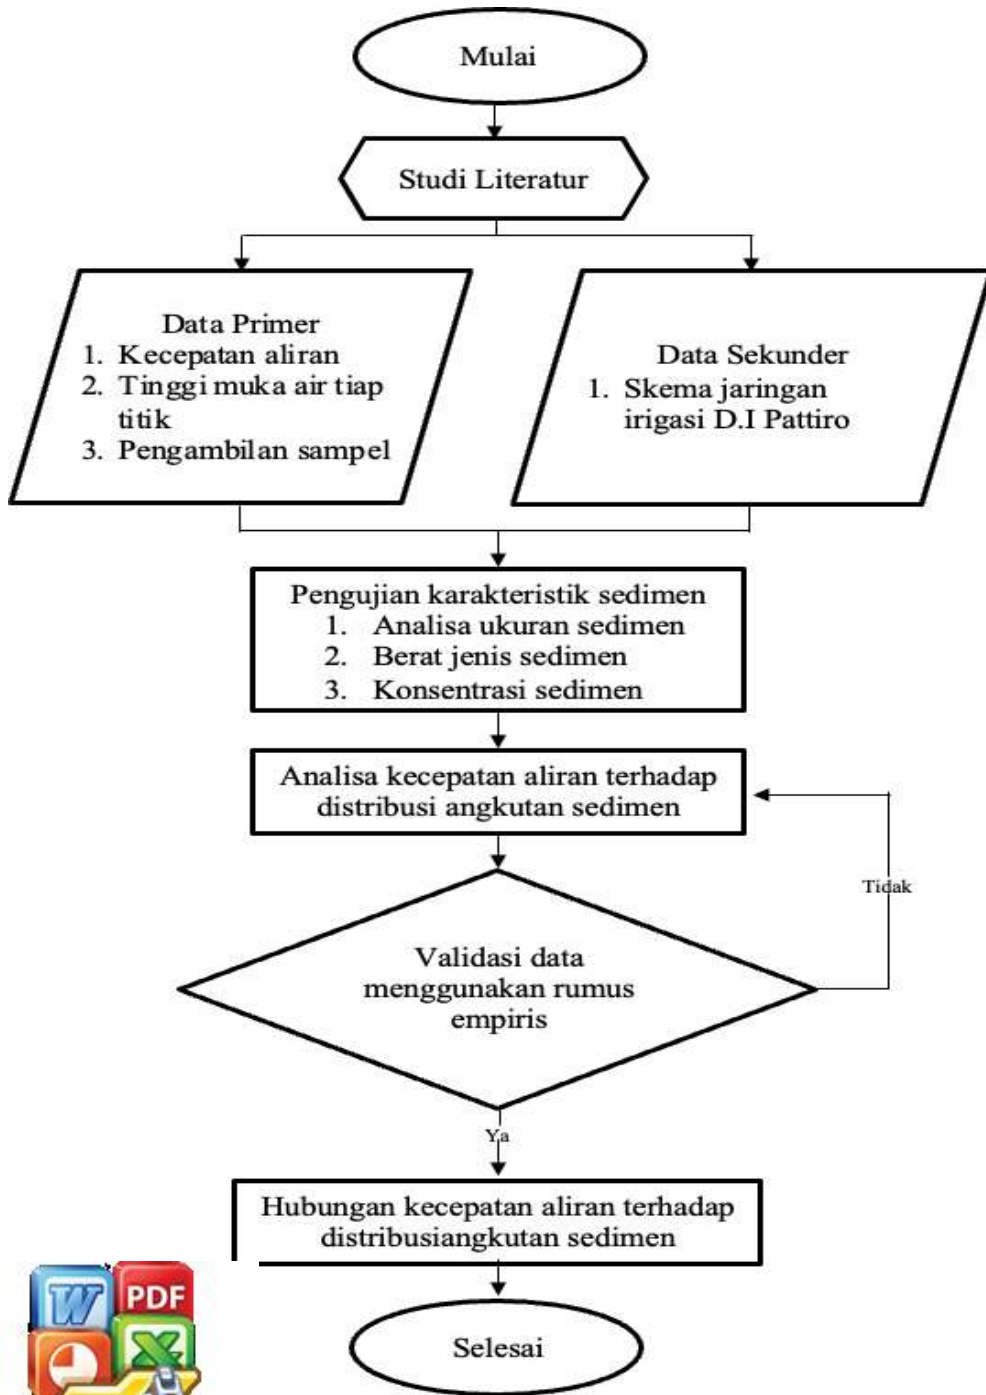 Mulai
Studi Literatur
Data Primer
1. Kecepatan aliran
2. Tinggi muka air tiap
titik
3. Pengambilan sampel
Data Sekunder
1. Skema jaringan
irigasi D.I Pattiro
Pengujian karakteristik sedimen
1. Analisa ukuran sedimen
2. Berat jenis sedimen
3. Konsentrasi sedimen
Analisa kecepatan aliran terhadap
distribusi angkutan sedimen
Tidak
Validasi data
menggunakan rumus
empiris
Ya
Hubungan kecepatan aliran terhadap
distribusiangkutan sedimen
W
PDF
X
Selesai